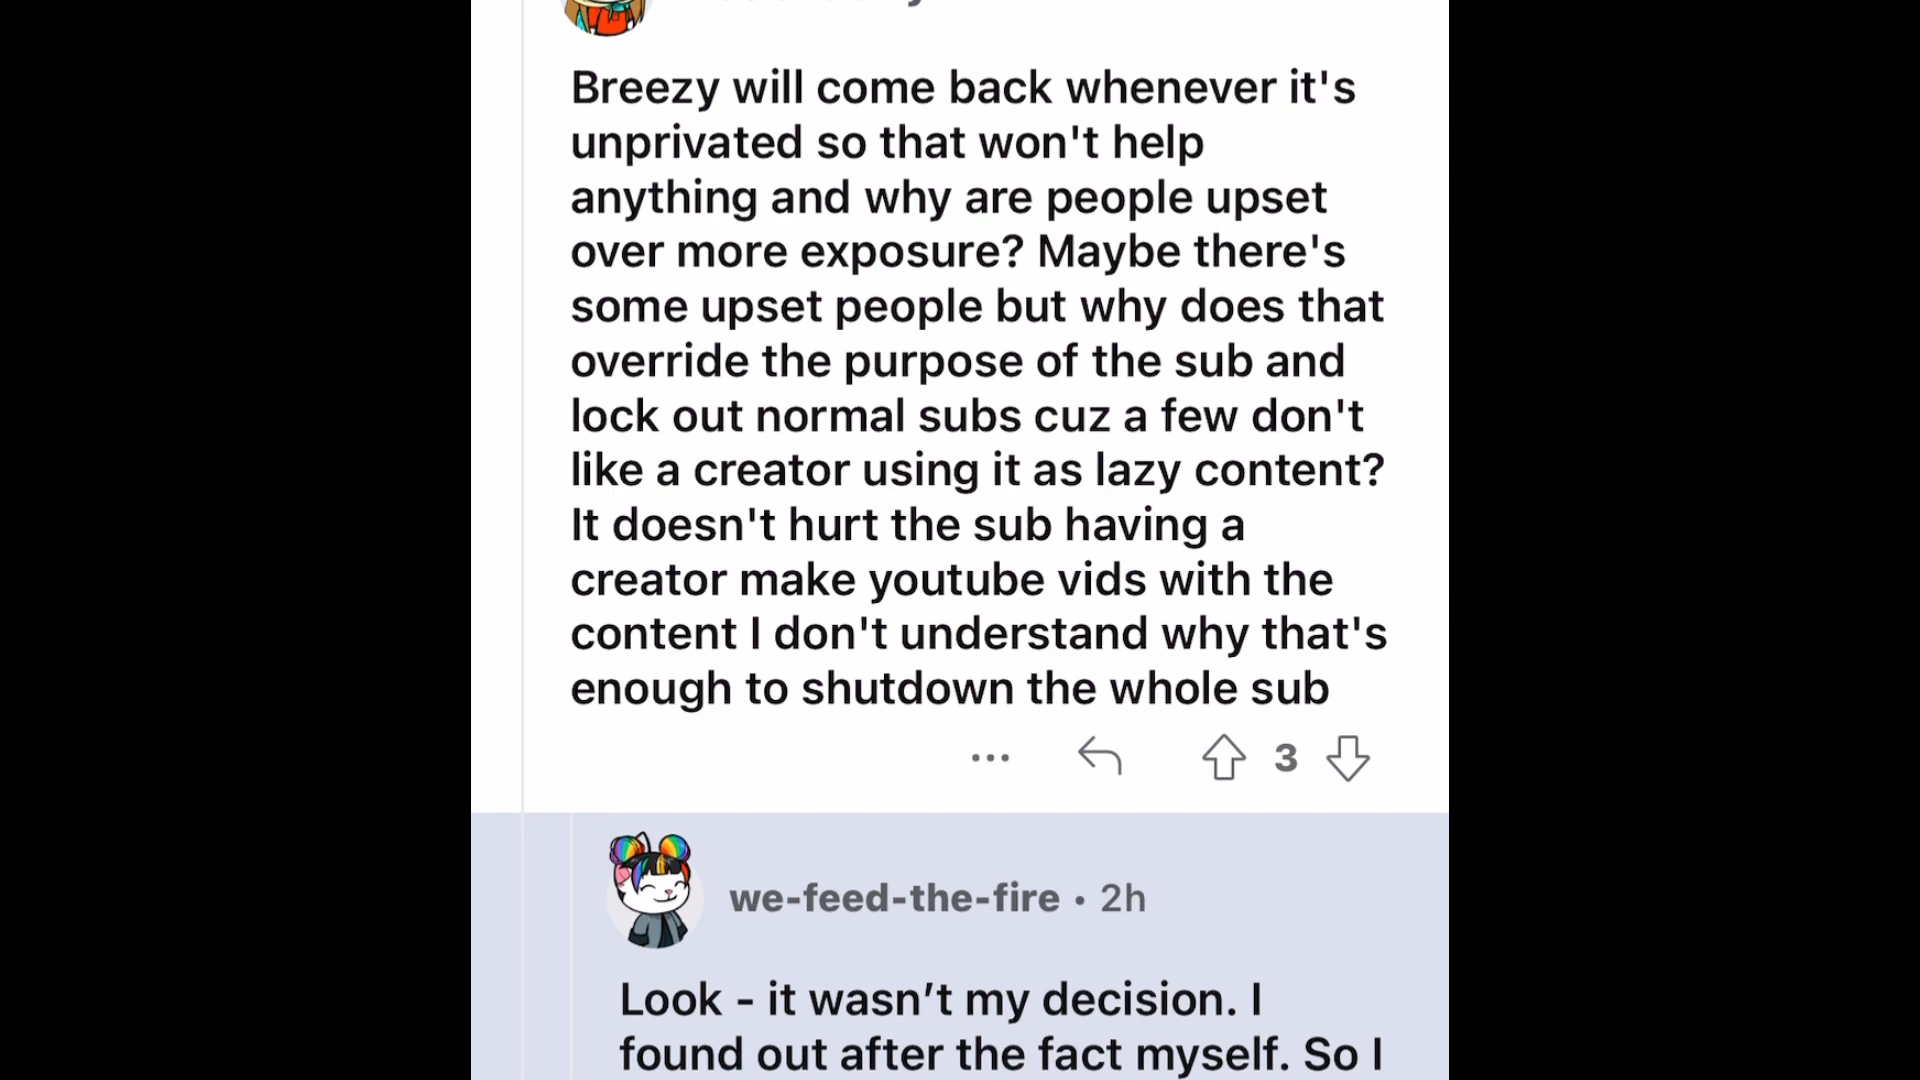 Breezy will come back whenever it's
unprivated so that won't help
anything and why are people upset
over more exposure? Maybe there's
some upset people but why does that
override the purpose of the sub and
lock out normal subs cuz a few don't
like a creator using it as lazy content?
It doesn't hurt the sub having a
creator make youtube vids with the
content I don't understand why that's
enough to shutdown the whole sub
... 3
we-feed-the-fire • 2h
Look - it wasn’t my decision. I
found out after the fact myself. So I